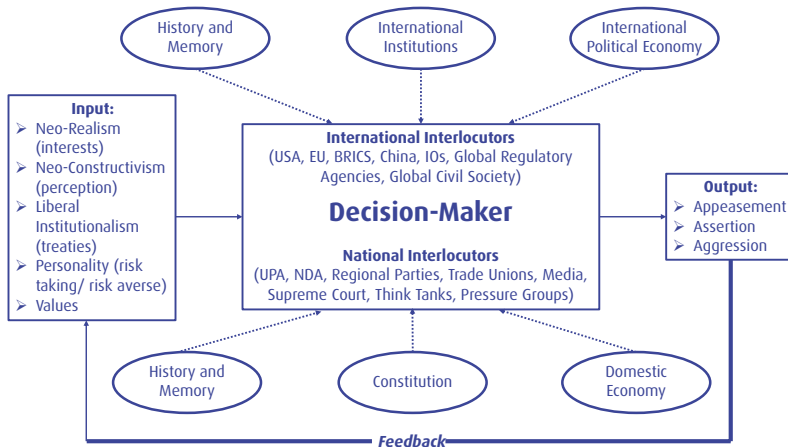 History and
Memory
International
Institutions
International
Political Economy
Input:
➢ Neo-Realism
(interests)
➢ Neo-Constructivism
(perception)
➢ Liberal
Institutionalism
(treaties)
➢ Personality (risk
taking/ risk averse)
➢ Values
International Interlocutors
(USA, EU, BRICS, China, IOs, Global Regulatory
Agencies, Global Civil Society)
Decision-Maker
National Interlocutors
(UPA, NDA, Regional Parties, Trade Unions, Media,
Supreme Court, Think Tanks, Pressure Groups)
Output:
➢ Appeasement
➢ Assertion
➢ Aggression
History and
Memory
Constitution
Domestic
Economy
Feedback